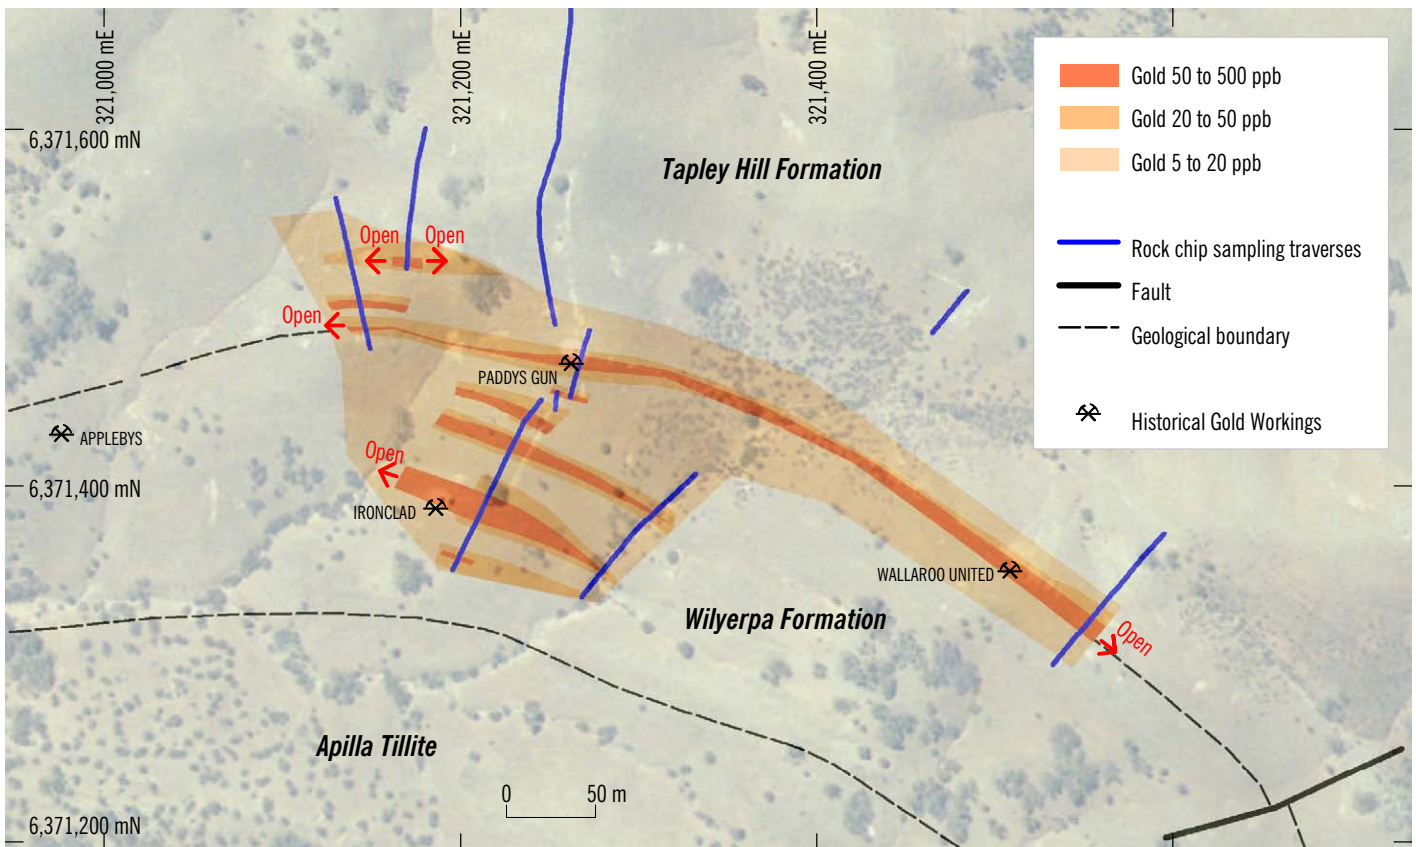 321,000 mE
321,200 mE
321,400 mE
Gold 50 to 500 ppb
Gold 20 to 50 ppb
Gold 5 to 20 ppb
Rock chip sampling traverses
Fault
Geological boundary
Historical Gold Workings
6,371,600 mN
Tapley Hill Formation
Open
Open
Open
PADDYS GUN
APPLEBYS
Open
6,371,400 mN
IRONCLAD
WALLAROO UNITED
Wilyerpa Formation
Open
Apilla Tillite
0 50 m
6,371,200 mN